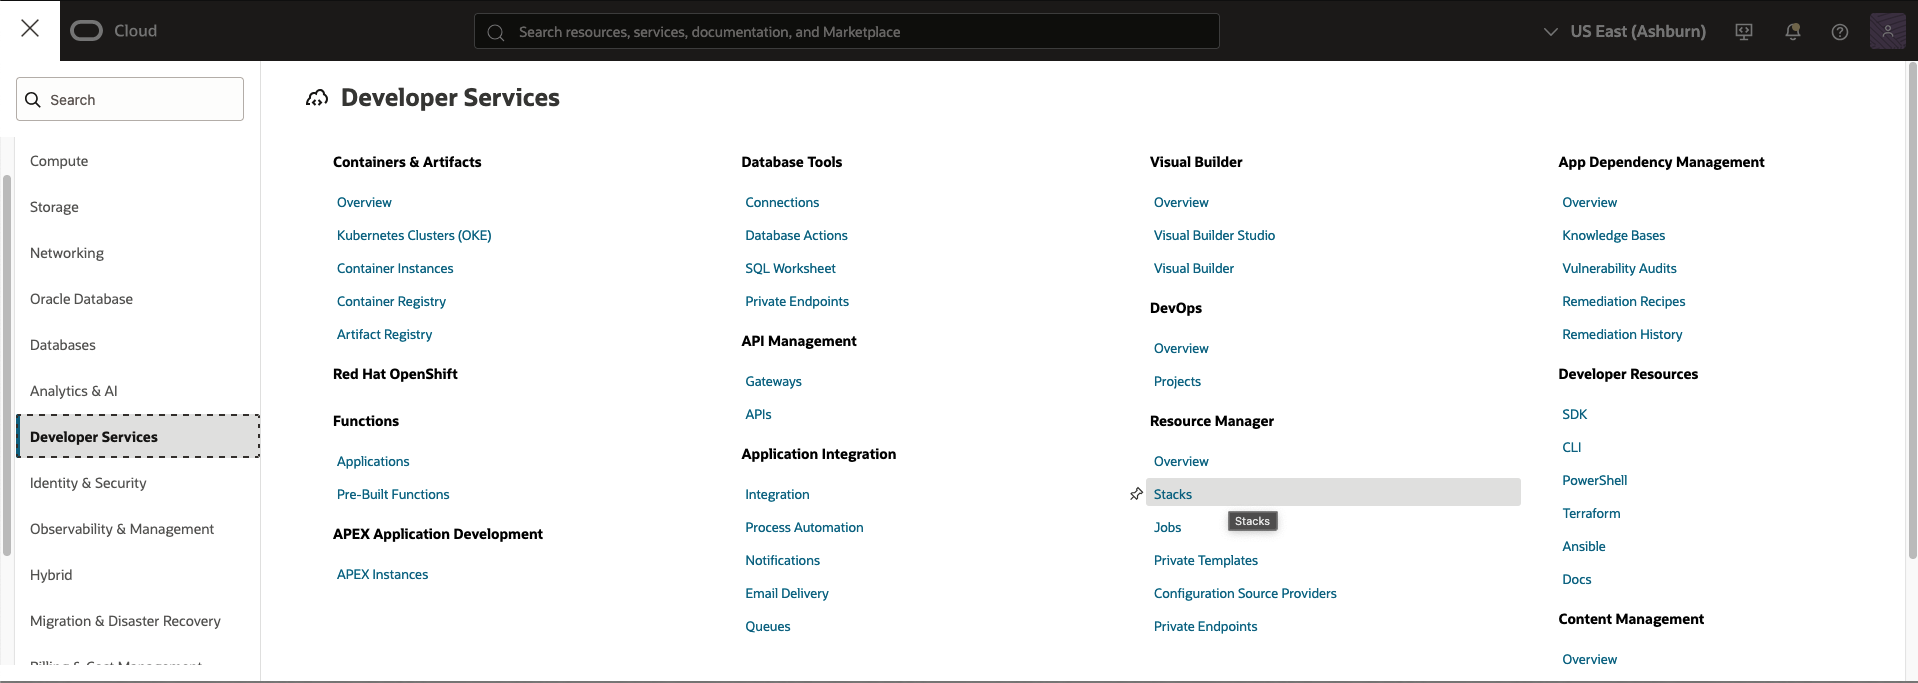 Cloud
Search resources, services, documentation, and Marketplace
US East (Ashburn)
Search
Compute
Storage
Networking
Oracle Database
Databases
Analytics & AI
Developer Services
Identity & Security
Observability & Management
Hybrid
Migration & Disaster Recovery
Billing & Cost Management
Developer Services
Containers & Artifacts
Overview
Kubernetes Clusters (OKE)
Container Instances
Container Registry
Artifact Registry
Red Hat OpenShift
Functions
Applications
Pre-Built Functions
APEX Application Development
APEX Instances
Database Tools
Connections
Database Actions
SQL Worksheet
Private Endpoints
API Management
Gateways
APIs
Application Integration
Integration
Process Automation
Notifications
Email Delivery
Queues
Visual Builder
Overview
Visual Builder Studio
Visual Builder
DevOps
Overview
Projects
Resource Manager
Overview
Stacks
Stacks
Jobs
Private Templates
Configuration Source Providers
Private Endpoints
App Dependency Management
Overview
Knowledge Bases
Vulnerability Audits
Remediation Recipes
Remediation History
Developer Resources
SDK
CLI
PowerShell
Terraform
Ansible
Docs
Content Management
Overview